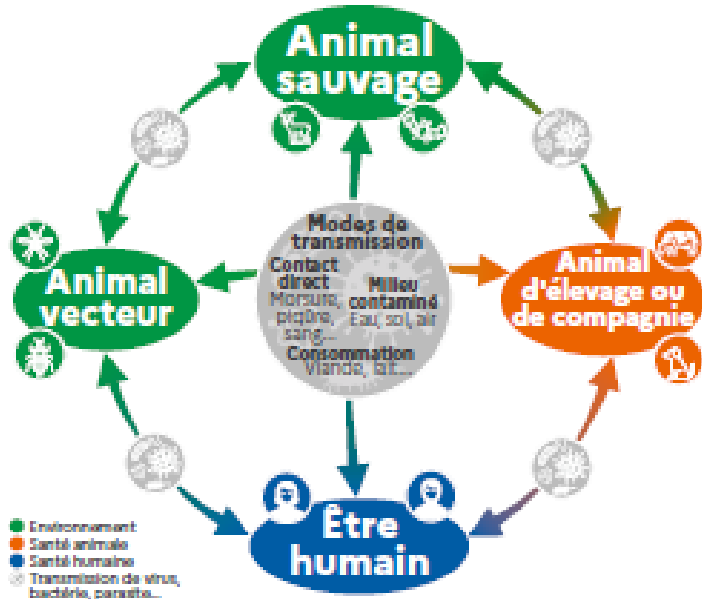 Animal
sauvage
Modes de
transmission
Contact
direct
Morsure,
piqûre,
sang...
Milieu
contaminé
Eau, sol, air
Consommation
Viande, lait...
Animal
vecteur
Animal
d'élevage ou
de compagnie
Être
humain
Environnement
Santé animale
Santé humaine
Transmission de virus,
bactérie, parasite...